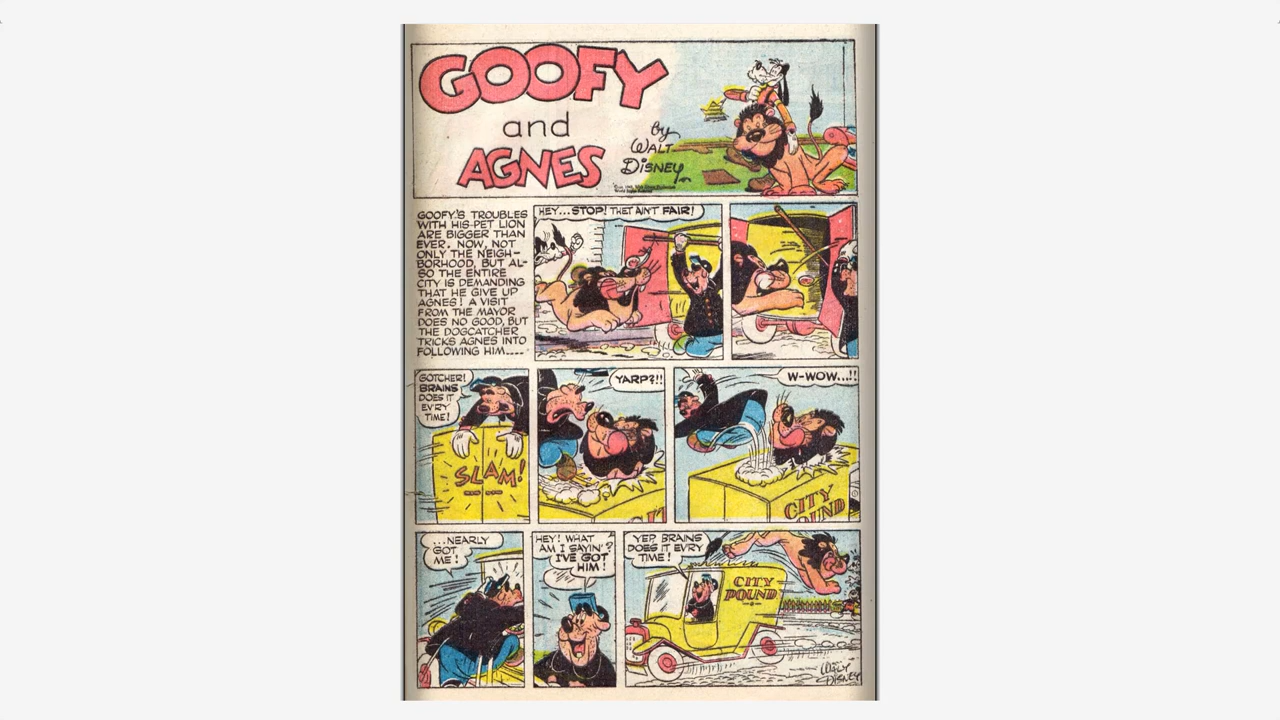 GOOFY
and
AGNES
by
WALT
DISNEY
GOOFY'S TROUBLES
WITH HIS PET LION
ARE BIGGER THAN
EVER. NOW, NOT
ONLY THE NEIGH-
BORHOOD, BUT AL-
SO THE ENTIRE
CITY IS DEMANDING
THAT HE GIVE UP
AGNES! A VISIT
FROM THE MAYOR
DOES NO GOOD, BUT
THE DOGCATCHER
TRICKS AGNES INTO
FOLLOWING HIM....
HEY...STOP! THET AIN'T FAIR!
GOTCHER!
BRAINS
DOES IT
EV'RY
TIME!
SLAM!
YARP?!!
W-WOW...!!
CITY
POUND
...NEARLY
GOT
ME!
HEY! WHAT
AM I SAYIN'?
I'VE GOT
HIM!
YEP, BRAINS
DOES IT EV'RY
TIME!
CITY
POUND
WALT
DISNEY